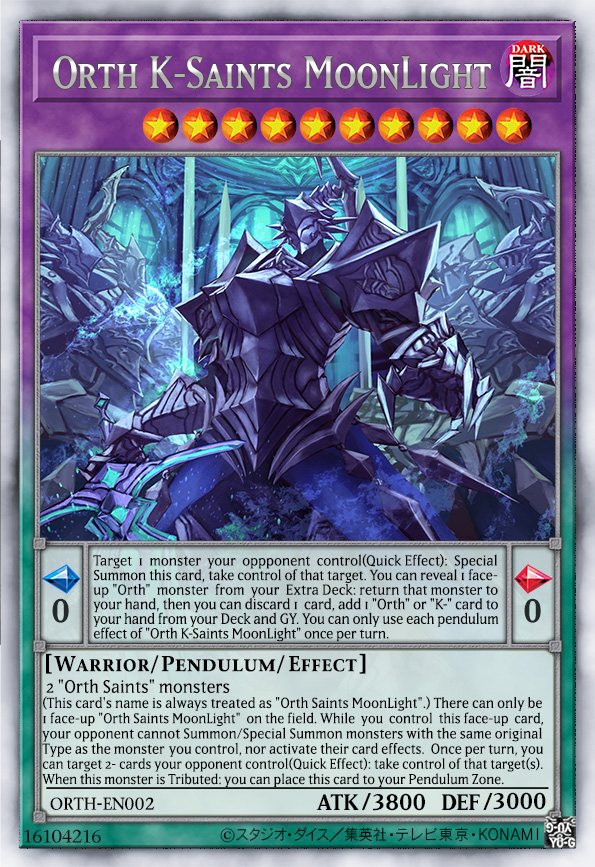 Orth K-Saints MoonLight
DARK
闇
Target 1 monster your oppponent control(Quick Effect): Special
Summon this card, take control of that target. You can reveal 1 face-
up "Orth" monster from your Extra Deck: return that monster to
your hand, then you can discard 1 card, add 1 "Orth" or "K-" card to
your hand from your Deck and GY. You can only use each pendulum
effect of "Orth K-Saints MoonLight" once per turn.
0
0
[Warrior/Pendulum/Effect]
2 "Orth Saints" monsters
(This card's name is always treated as "Orth Saints MoonLight".) There can only be
1 face-up "Orth Saints MoonLight" on the field. While you control this face-up card,
your opponent cannot Summon/Special Summon monsters with the same original
Type as the monster you control, nor activate their card effects. Once per turn, you
can target 2- cards your opponent control(Quick Effect): take control of that target(s).
When this monster is Tributed: you can place this card to your Pendulum Zone.
ORTH-EN002
ATK/3800 DEF/3000
16104216
©スタジオ・ダイス/集英社・テレビ東京・KONAMI